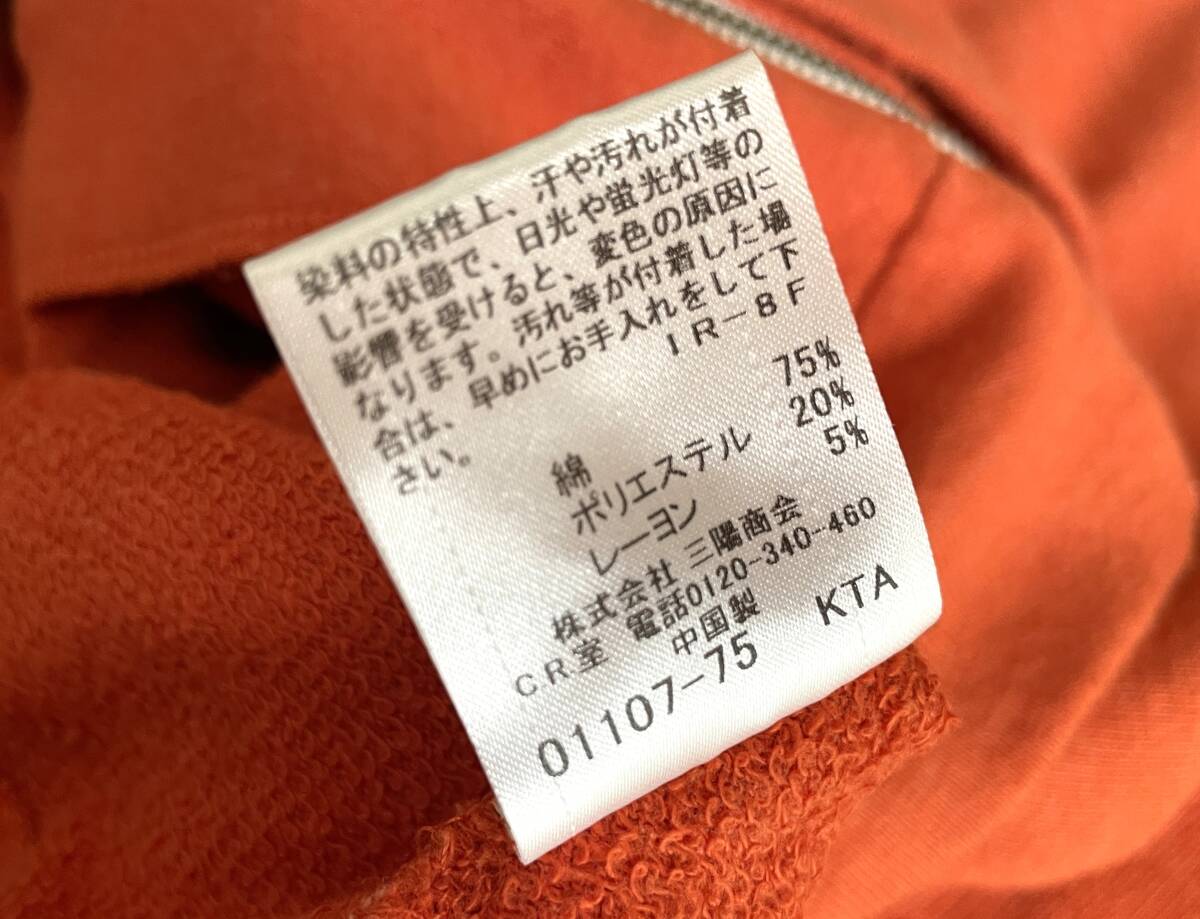 染料の特性上、汗や汚れが付着
した状態で、日光や蛍光灯等の
影響を受けると、変色の原因に
なります。汚れ等が付着した場
合は、早めにお手入れをして下
さい。
IR-8F
綿 75%
ポリエステル 20%
レーヨン 5%
株式会社 三陽商会
C.R.室 電話0120-340-460
中国製
01107-75 KTA